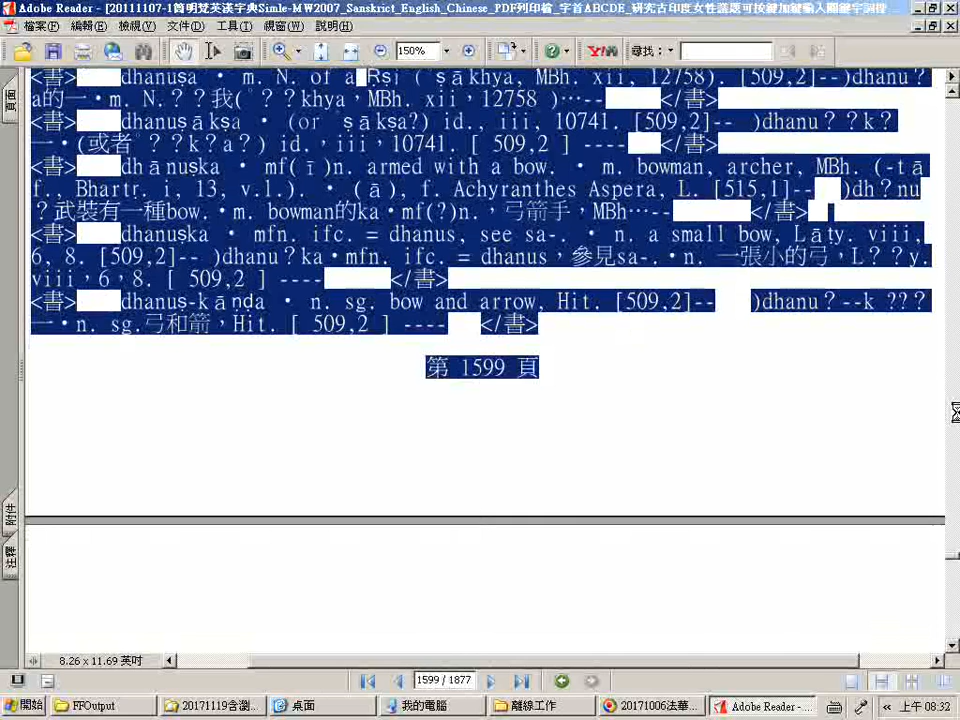 Adobe Reader - [20111107-1簡明梵英漢字典Simle-MW2007_Sanskrict_English_Chinese_PDF列印檔_字首ABCDE_研究古印度女性議題可按加鍵輸入關鍵字詞搜
檔案(F) 編輯(E) 檢視(V) 文件(D) 工具(T) 視窗(W) 說明(H)
150% 尋找:
頁面
<書> dhanuṣa ‧ m. N. of a Ṛṣi (°ṣākhya, MBh. xii, 12758). [509,2]-- )dhanu?
a的一‧m. N.??我(°??khya,MBh. xii,12758 )…-- </書>
<書> dhanuṣākṣa ‧ (or °ṣākṣa?) id., iii, 10741. [509,2]-- )dhanu??k?
一‧(或者°??k?a?) id.,iii,10741. [ 509,2 ] ---- </書>
<書> dhānuṣka ‧ mf(ī)n. armed with a bow. ‧ m. bowman, archer, MBh. (-tā
f., Bhartṛ. i, 13, v.l.). ‧ (ā), f. Achyranthes Aspera, L. [515,1]-- )dh?nu
?武裝有一種bow.‧m. bowman的ka‧mf(?)n.,弓箭手,MBh…-- </書>
<書> dhanuṣka ‧ mfn. ifc. = dhanus, see sa-. ‧ n. a small bow, Lāṭy. viii,
6, 8. [509,2]-- )dhanu?ka‧mfn. ifc. = dhanus,參見sa-.‧n. 一張小的弓,L??y.
viii,6,8. [ 509,2 ] ---- </書>
<書> dhanuṣ-kāṇḍa ‧ n. sg. bow and arrow, Hit. [509,2]-- )dhanu?--k ???
一‧n. sg.弓和箭,Hit. [ 509,2 ] ---- </書>
第 1599 頁
附件
注釋
8.26 x 11.69 英吋
1599 / 1877
開始 FFOutput 20171119含瀏... 桌面 我的電腦 離線工作 20171006法華... Adobe Reader - ... 上午 08:32